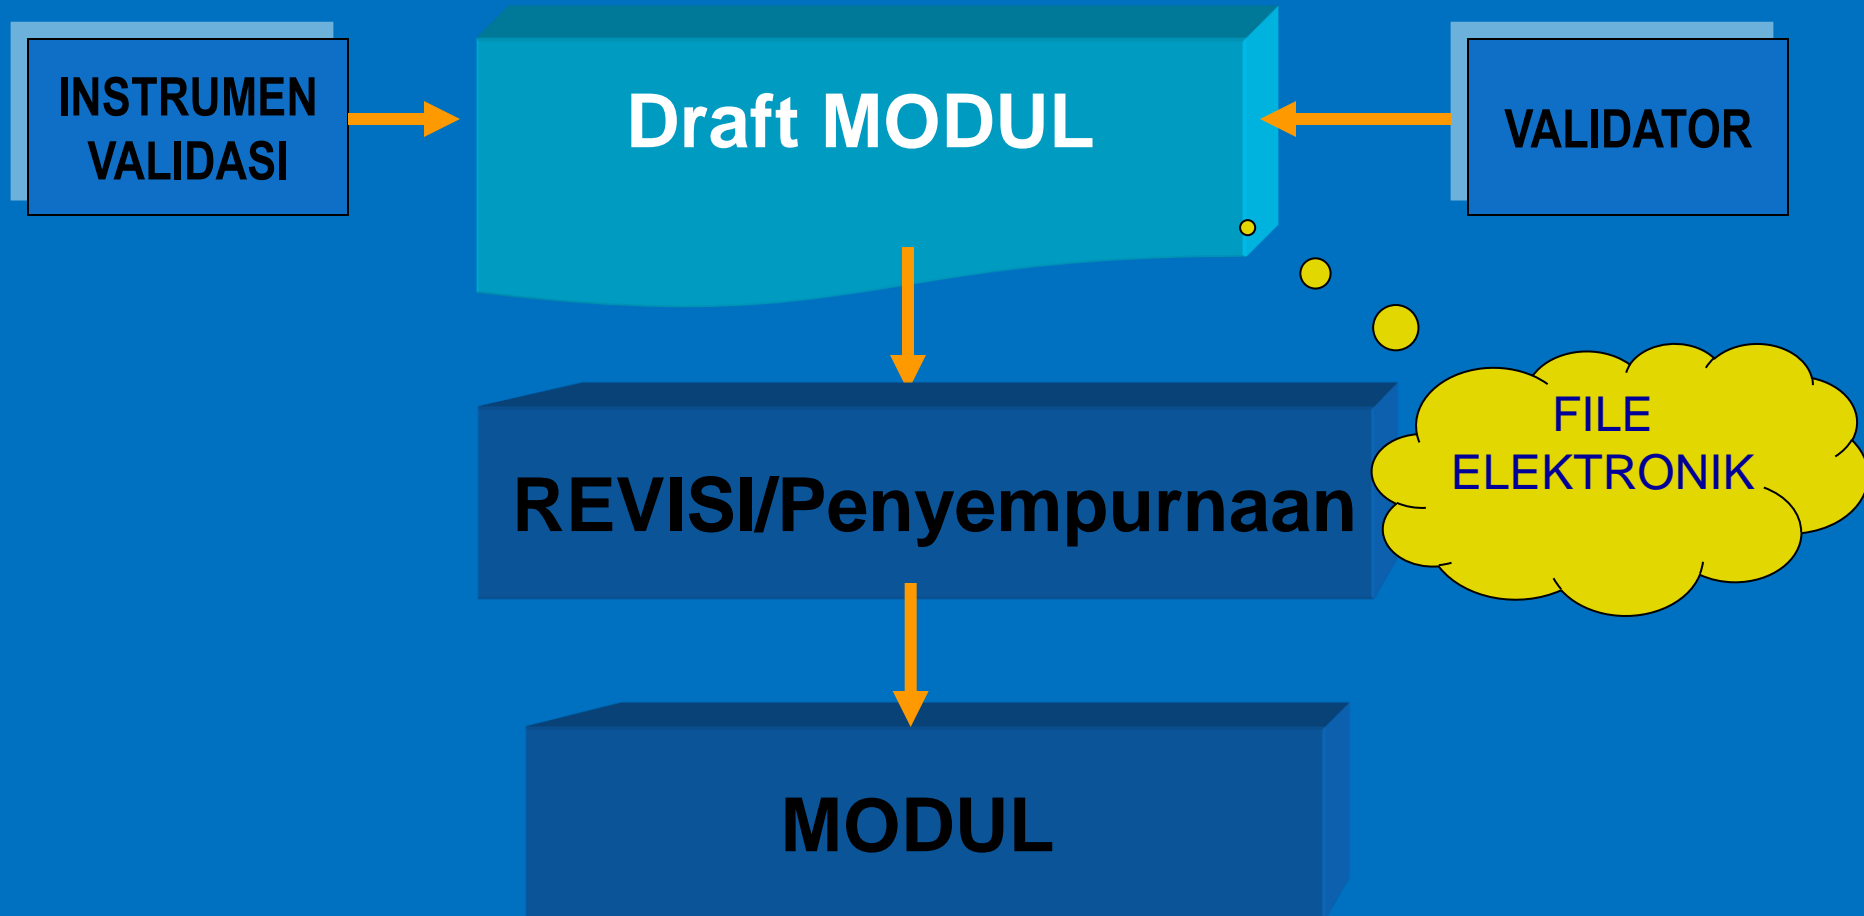 INSTRUMEN
VALIDASI
Draft MODUL
VALIDATOR
FILE
ELEKTRONIK
REVISI/Penyempurnaan
MODUL